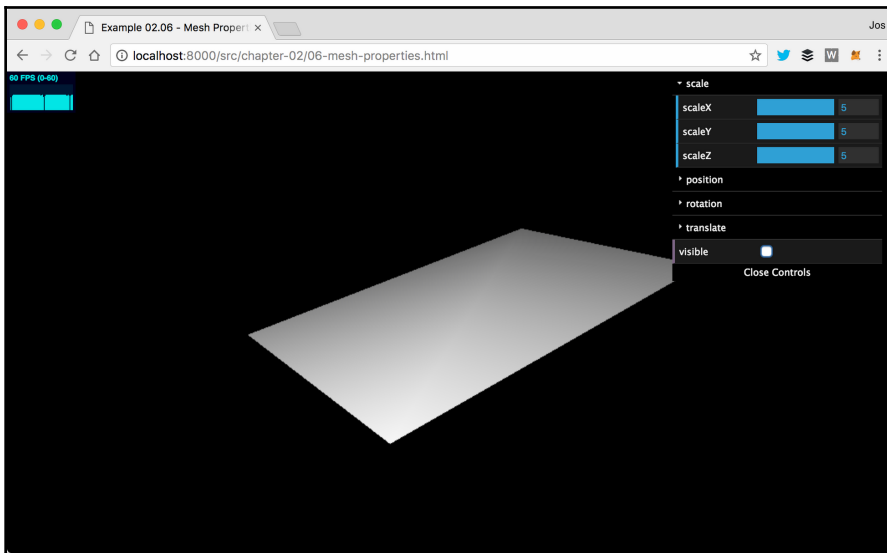 Example 02.06 - Mesh Propert
Jos
localhost:8000/src/chapter-02/06-mesh-properties.html
W
60 FPS (0-60)
scale
scaleX 5
scaleY 5
scaleZ 5
position
rotation
translate
visible
Close Controls